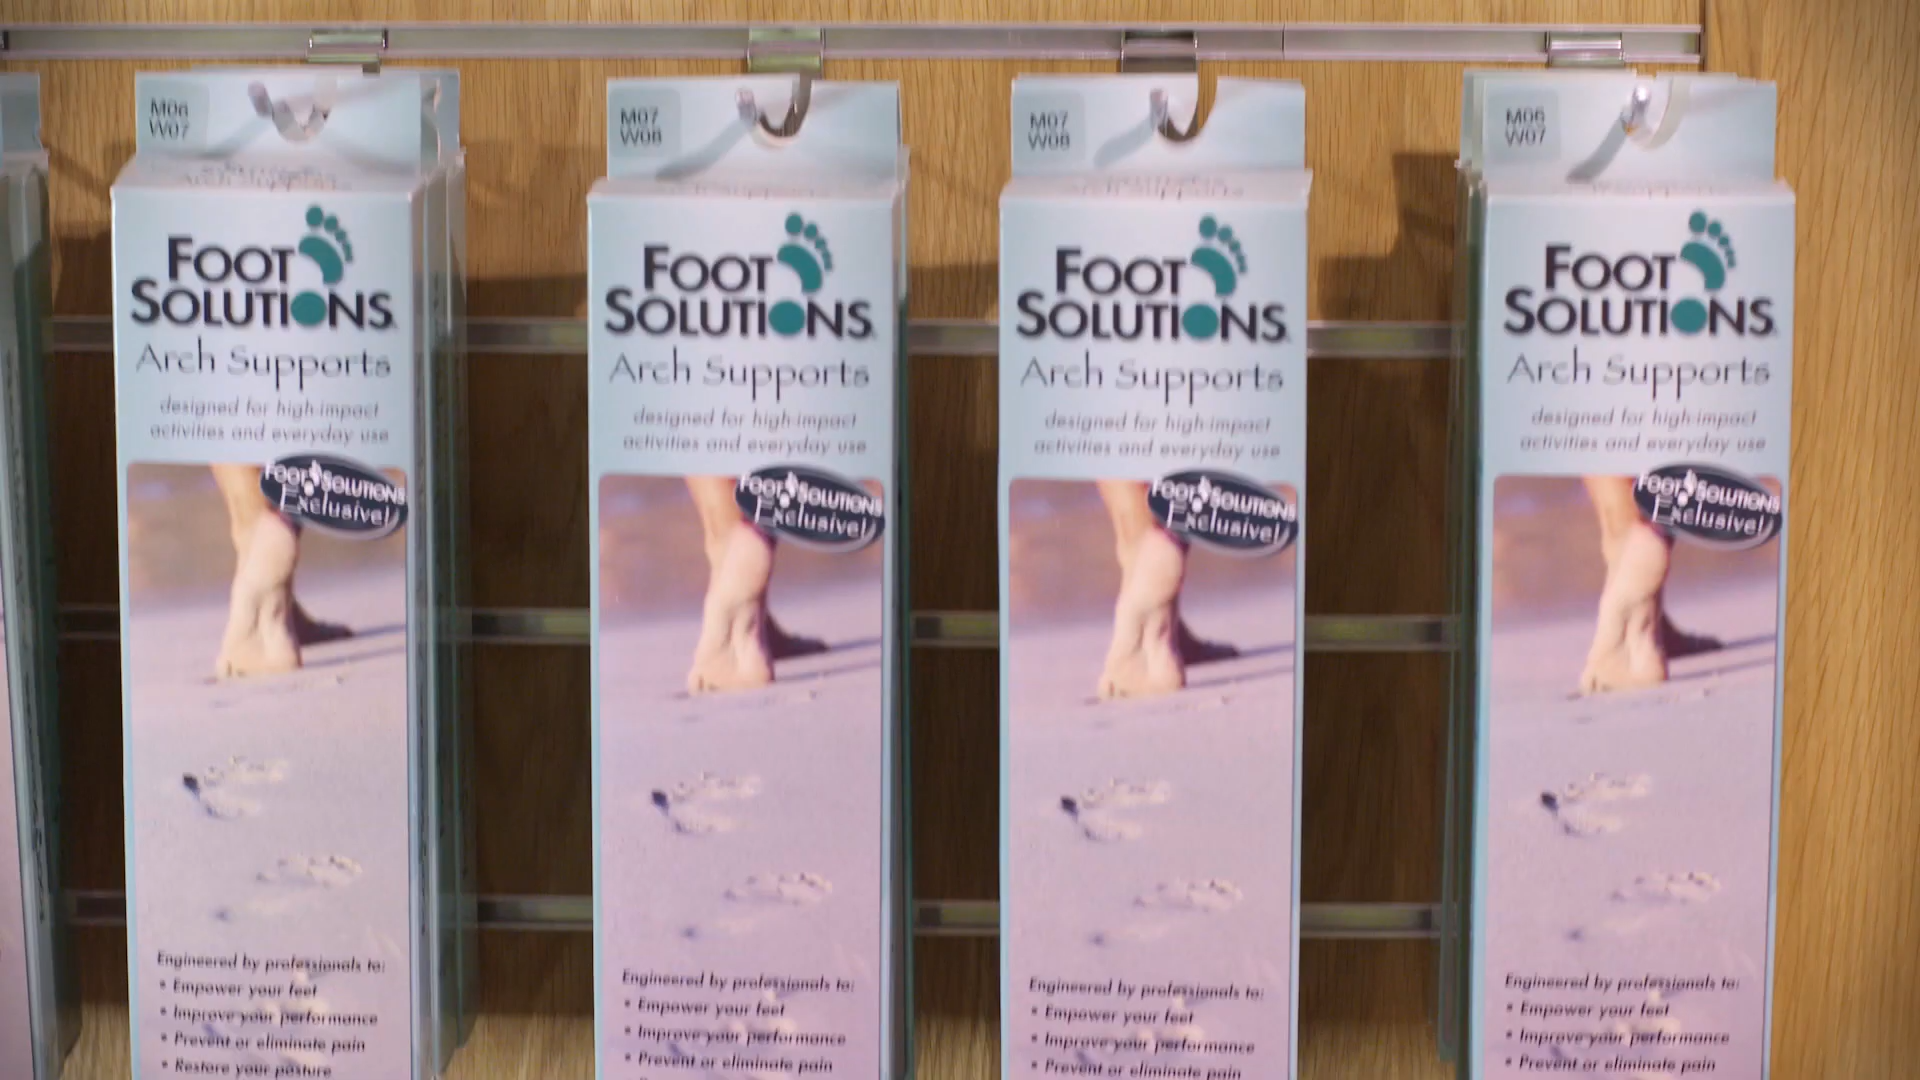 M06
W07
FOOT
SOLUTIONS
Arch Supports
designed for high-impact
activities and everyday use
FOOT SOLUTIONS
Exclusive!
Engineered by professionals to:
• Empower your feet
• Improve your performance
• Prevent or eliminate pain
• Restore your posture
M07
W08
FOOT
SOLUTIONS
Arch Supports
designed for high-impact
activities and everyday use
FOOT SOLUTIONS
Exclusive!
Engineered by professionals to:
• Empower your feet
• Improve your performance
• Prevent or eliminate pain
M07
W08
FOOT
SOLUTIONS
Arch Supports
designed for high-impact
activities and everyday use
FOOT SOLUTIONS
Exclusive!
Engineered by professionals to:
• Empower your feet
• Improve your performance
• Prevent or eliminate pain
M06
W07
FOOT
SOLUTIONS
Arch Supports
designed for high-impact
activities and everyday use
FOOT SOLUTIONS
Exclusive!
Engineered by professionals to:
• Empower your feet
• Improve your performance
• Prevent or eliminate pain